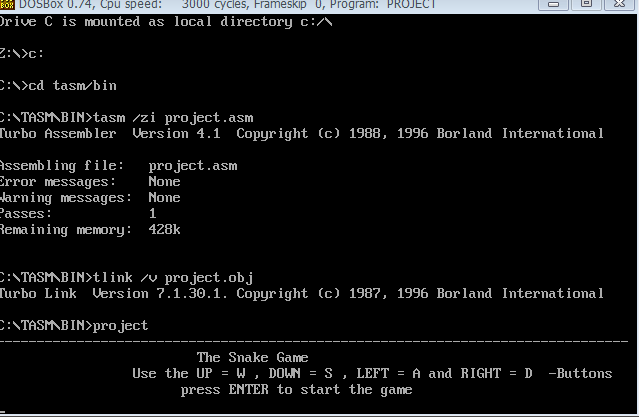 DOSBox 0.74, Cpu speed: 3000 cycles, Frameskip 0, Program: PROJECT
Drive C is mounted as local directory c:/\
Z:\>c:
C:\>cd tasm/bin
C:\TASM\BIN>tasm /zi project.asm
Turbo Assembler Version 4.1 Copyright (c) 1988, 1996 Borland International
Assembling file: project.asm
Error messages: None
Warning messages: None
Passes: 1
Remaining memory: 428k
C:\TASM\BIN>tlink /v project.obj
Turbo Link Version 7.1.30.1. Copyright (c) 1987, 1996 Borland International
C:\TASM\BIN>project
--------------------------------------------------------------------------------
The Snake Game
Use the UP = W , DOWN = S , LEFT = A and RIGHT = D -Buttons
press ENTER to start the game